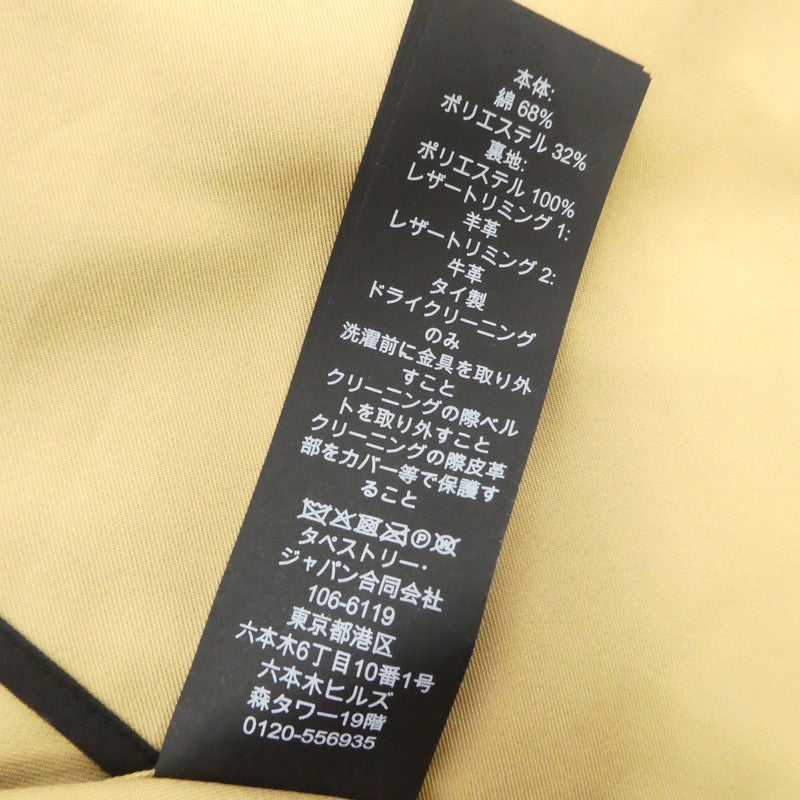 本体:
綿 68%
ポリエステル 32%
裏地:
ポリエステル 100%
レザートリミング 1:
羊革
レザートリミング 2:
牛革
タイ製
ドライクリーニング
のみ
洗濯前に金具を取り外
すこと
クリーニングの際ベル
トを取り外すこと
クリーニングの際皮革
部をカバー等で保護す
ること
タペストリー・
ジャパン合同会社
106-6119
東京都港区
六本木6丁目10番1号
六本木ヒルズ
森タワー19階
0120-556935